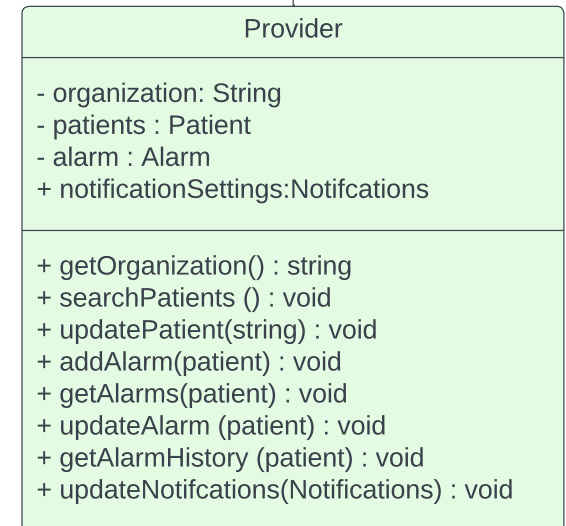 Provider
- organization: String
- patients : Patient
- alarm : Alarm
+ notificationSettings:Notifcations
+ getOrganization() : string
+ searchPatients () : void
+ updatePatient(string) : void
+ addAlarm(patient) : void
+ getAlarms(patient) : void
+ updateAlarm (patient) : void
+ getAlarmHistory (patient) : void
+ updateNotifcations(Notifications) : void